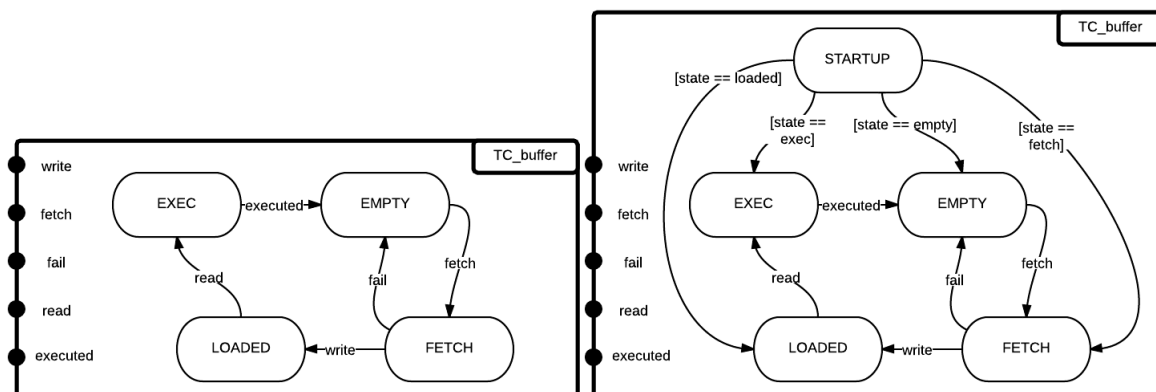 TC_buffer
write
fetch
fail
read
executed
EXEC
executed
EMPTY
fetch
fail
read
LOADED
write
FETCH
TC_buffer
STARTUP
[state == loaded]
[state ==
exec]
[state == empty]
[state ==
fetch]
write
fetch
fail
read
executed
EXEC
executed
EMPTY
fetch
fail
read
LOADED
write
FETCH